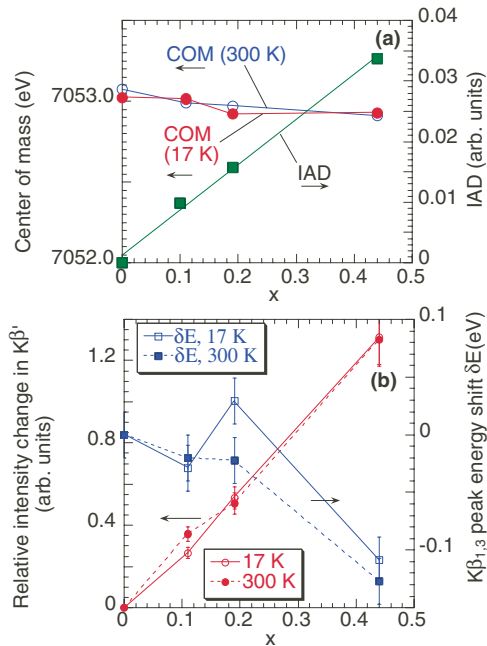 (a)
COM (300 K)
COM
(17 K)
IAD
Center of mass (eV)
7053.0
7052.0
IAD (arb. units)
0.04
0.03
0.02
0.01
0
0 0.1 0.2 0.3 0.4 0.5
x
(b)
δE, 17 K
δE, 300 K
17 K
300 K
Relative intensity change in Kβ'
(arb. units)
1.2
0.8
0.4
0
Kβ1,3 peak energy shift δE(eV)
0.1
0
-0.1
0 0.1 0.2 0.3 0.4 0.5
x